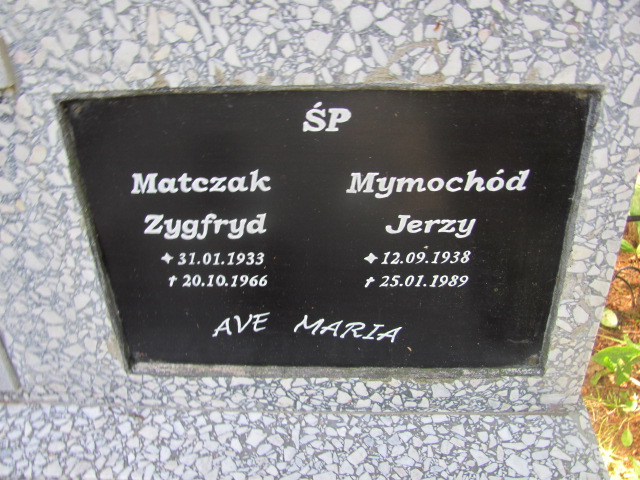 ŚP
Matczak
Zygfryd
✦ 31.01.1933
† 20.10.1966
Mymochód
Jerzy
✦ 12.09.1938
† 25.01.1989
AVE MARIA